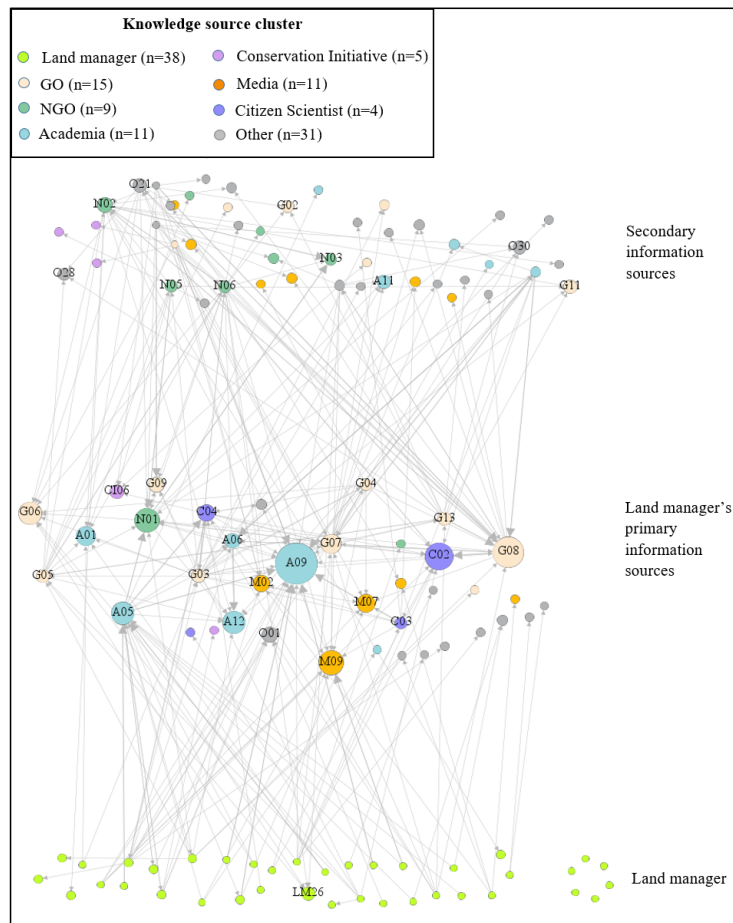 Knowledge source cluster
Land manager (n=38)
Conservation Initiative (n=5)
GO (n=15)
Media (n=11)
NGO (n=9)
Citizen Scientist (n=4)
Academia (n=11)
Other (n=31)
O21
N02
G02
Secondary
information
sources
N03
O30
O28
N05
N06
A11
G11
G09
G04
CI06
Land manager's
primary
information
sources
G06
N01
C04
G13
A01
A06
G07
C02
G08
A09
G05
G03
M02
M07
A05
A12
C03
O01
M09
LM26
Land manager